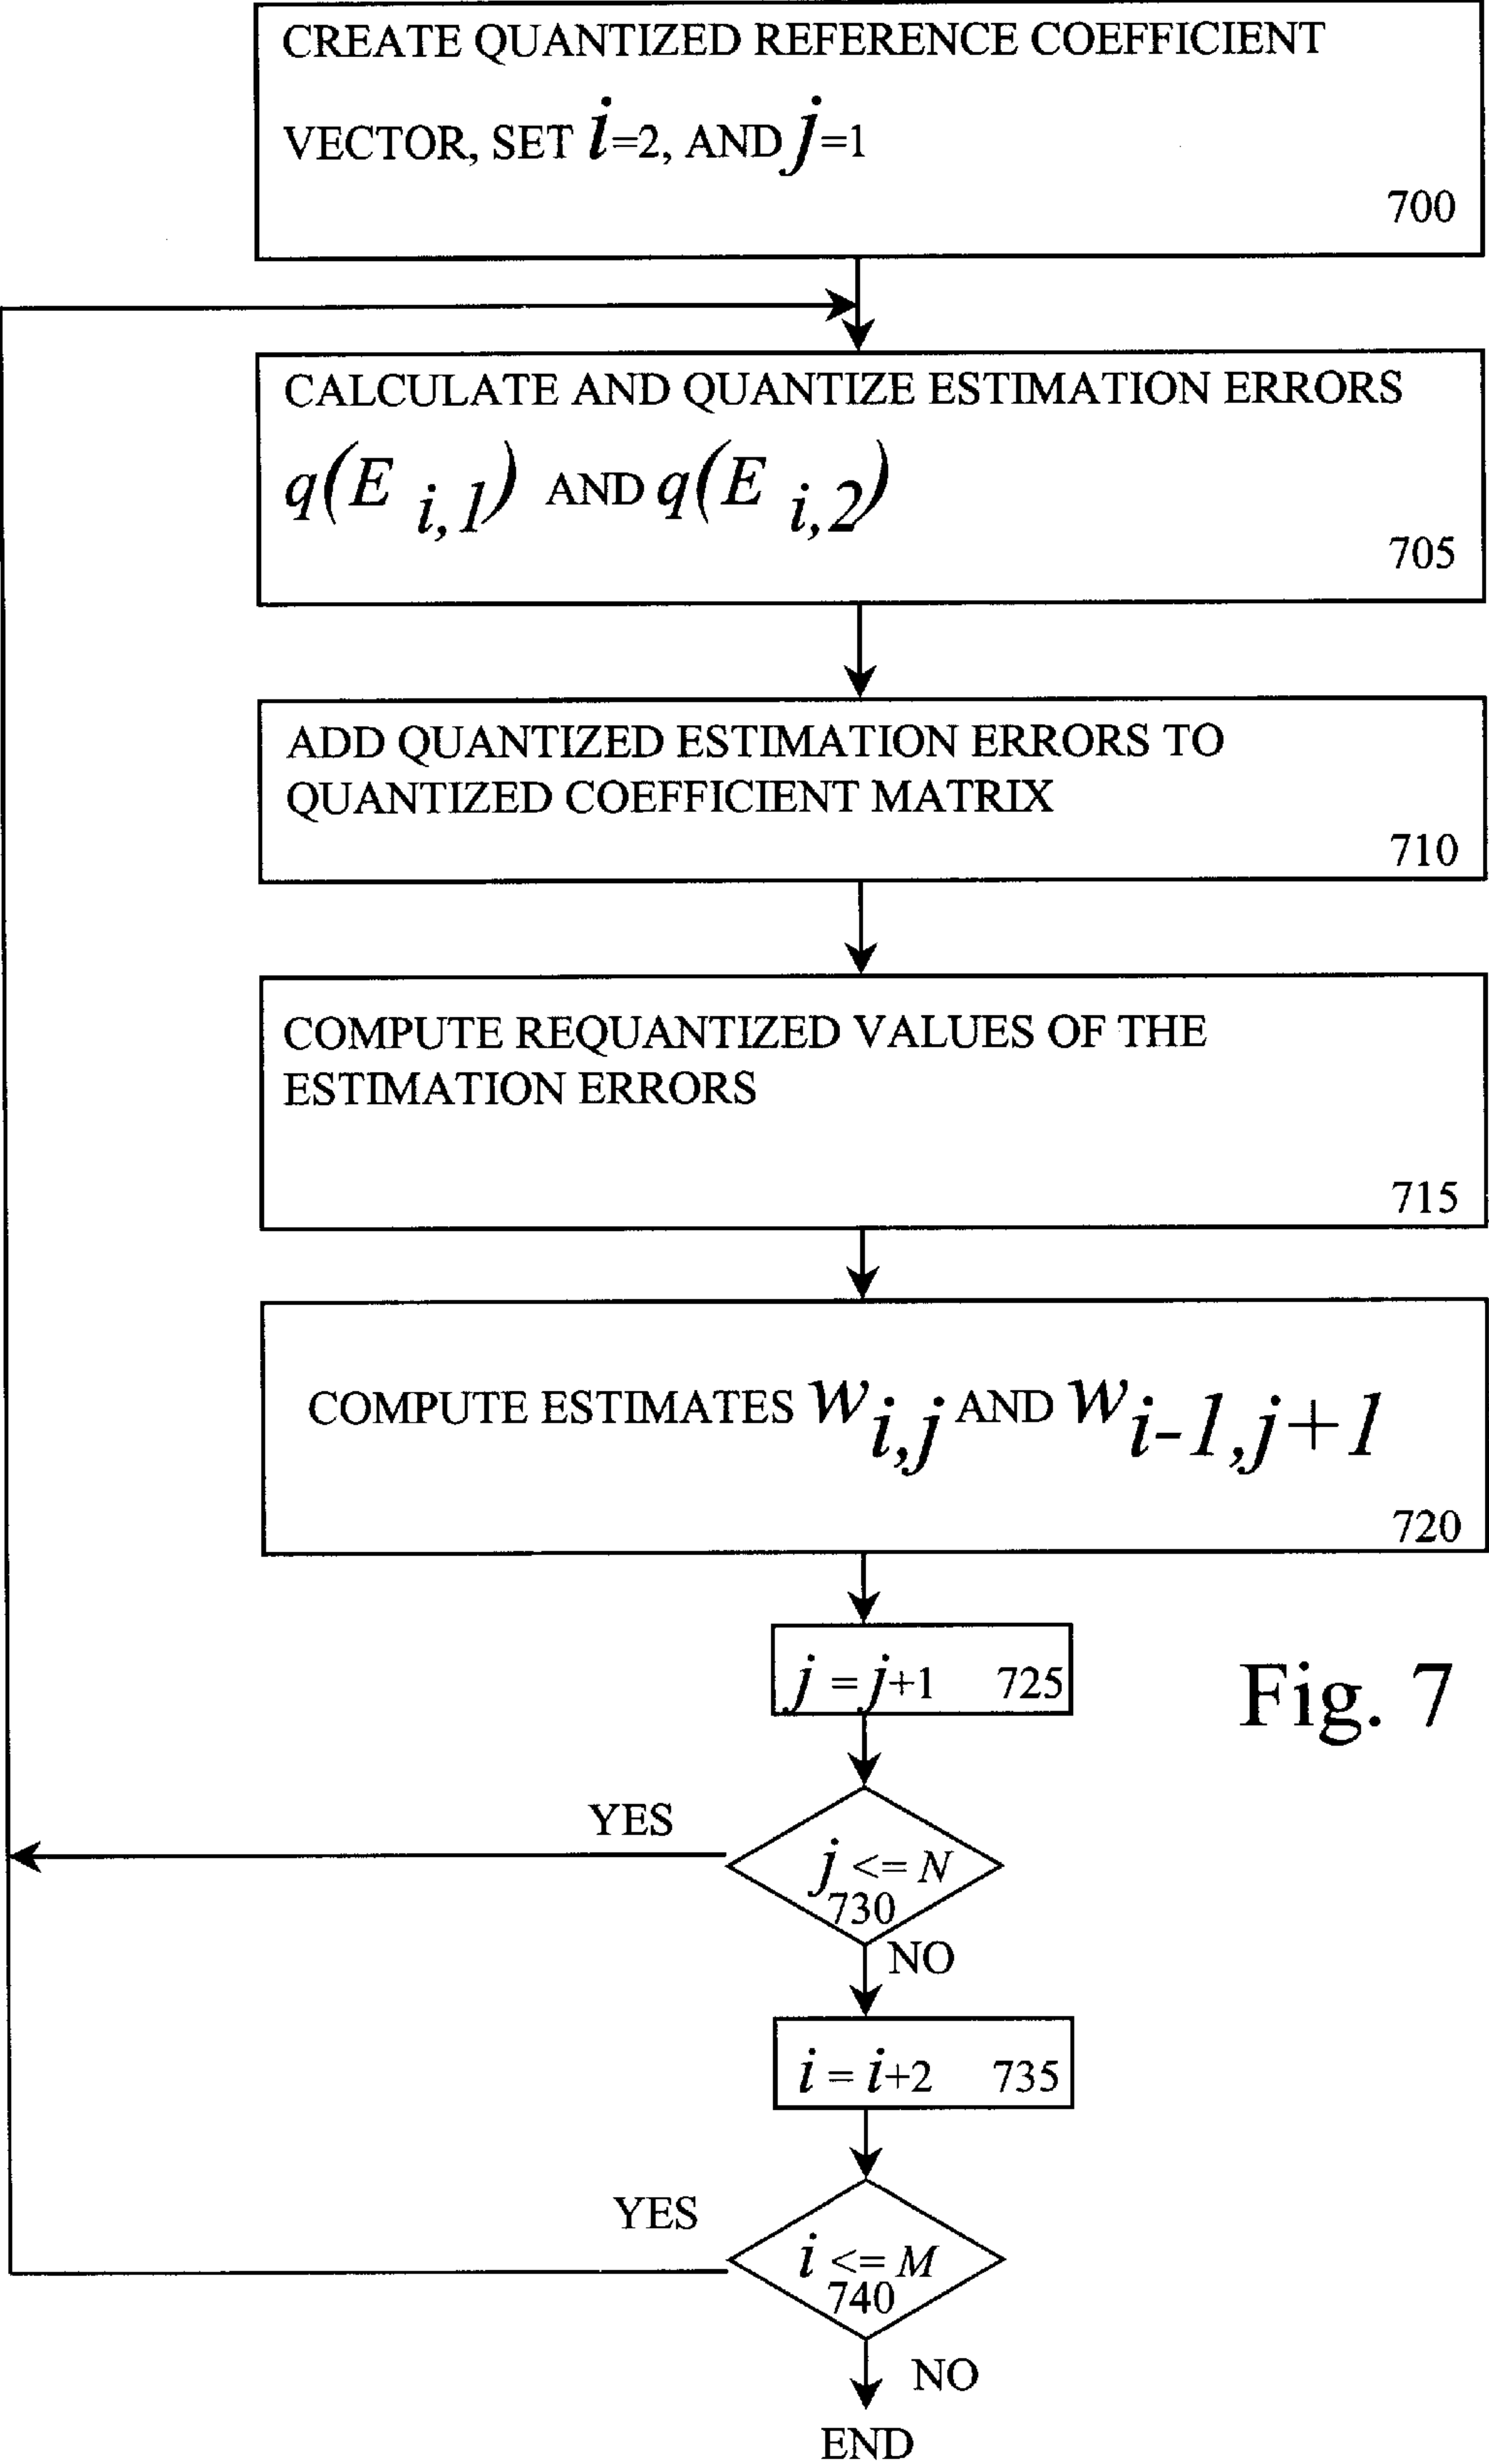 CREATE QUANTIZED REFERENCE COEFFICIENT
VECTOR, SET i=2, AND j=1
700
CALCULATE AND QUANTIZE ESTIMATION ERRORS
q(E i,1) AND q(E i,2)
705
ADD QUANTIZED ESTIMATION ERRORS TO
QUANTIZED COEFFICIENT MATRIX
710
COMPUTE REQUANTIZED VALUES OF THE
ESTIMATION ERRORS
715
COMPUTE ESTIMATES w i,j AND w i-1,j+1
720
j = j+1 725
Fig. 7
YES
j <= N
730
NO
i = i+2 735
YES
i <= M
740
NO
END